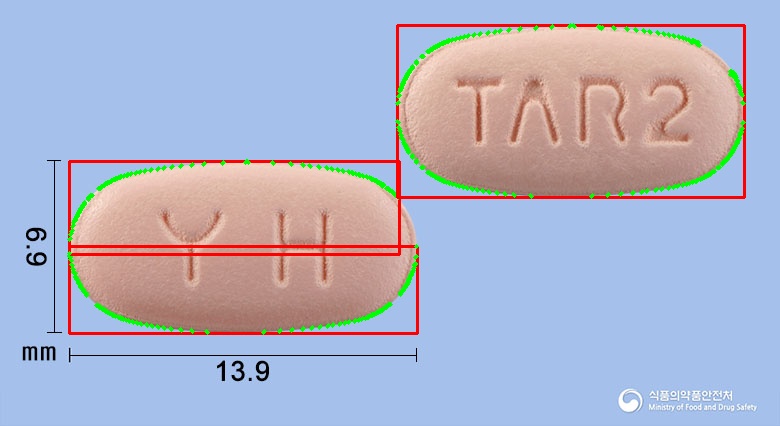 TAR2
YH
6.9
mm
13.9
식품의약품안전처
Ministry of Food and Drug Safety